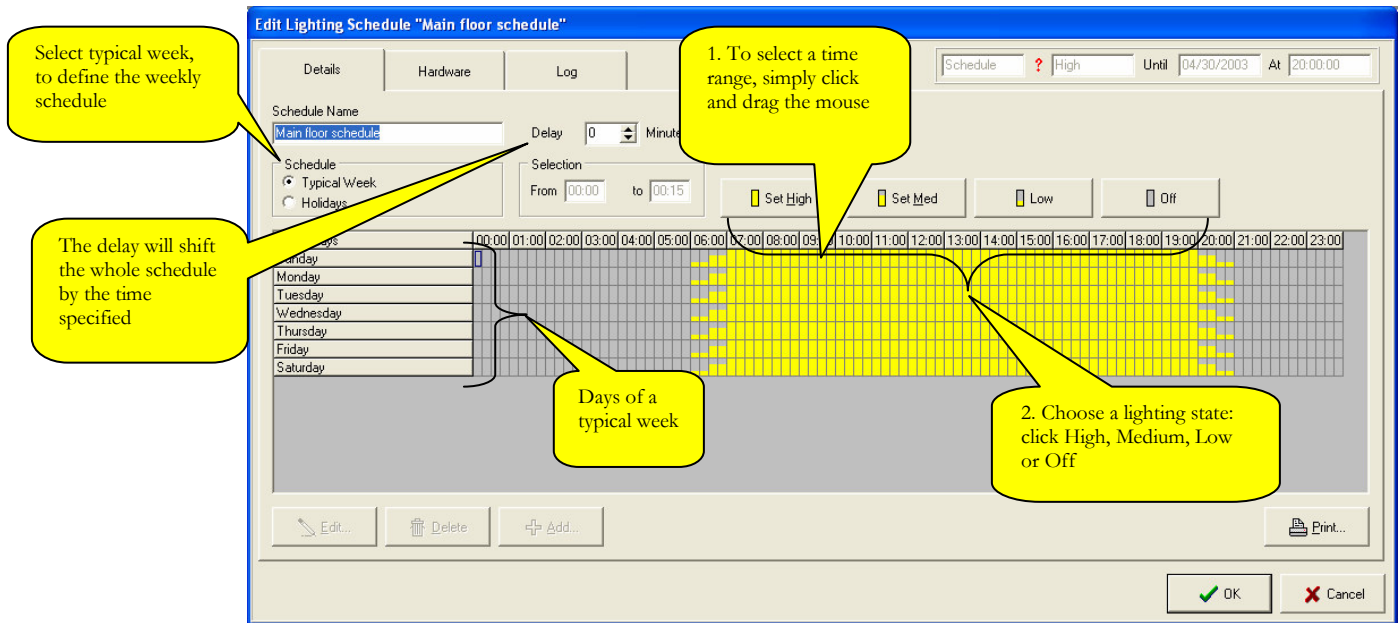 Edit Lighting Schedule "Main floor schedule"
Select typical week,
to define the weekly
schedule
Details
Hardware
Log
1. To select a time
range, simply click
and drag the mouse
Schedule ? High Until 04/30/2003 At 20:00:00
Schedule Name
Main floor schedule
Delay 0
Schedule
Typical Week
Holidays
Selection
From 00:00 to 00:15
Set High
Set Med
Low
Off
The delay will shift
the whole schedule
by the time
specified
00:00 01:00 02:00 03:00 04:00 05:00 06:00 07:00 08:00 09:00 10:00 11:00 12:00 13:00 14:00 15:00 16:00 17:00 18:00 19:00 20:00 21:00 22:00 23:00
Sunday
Monday
Tuesday
Wednesday
Thursday
Friday
Saturday
Days of a
typical week
2. Choose a lighting state:
click High, Medium, Low
or Off
Edit...
Delete
Add...
Print...
OK
Cancel